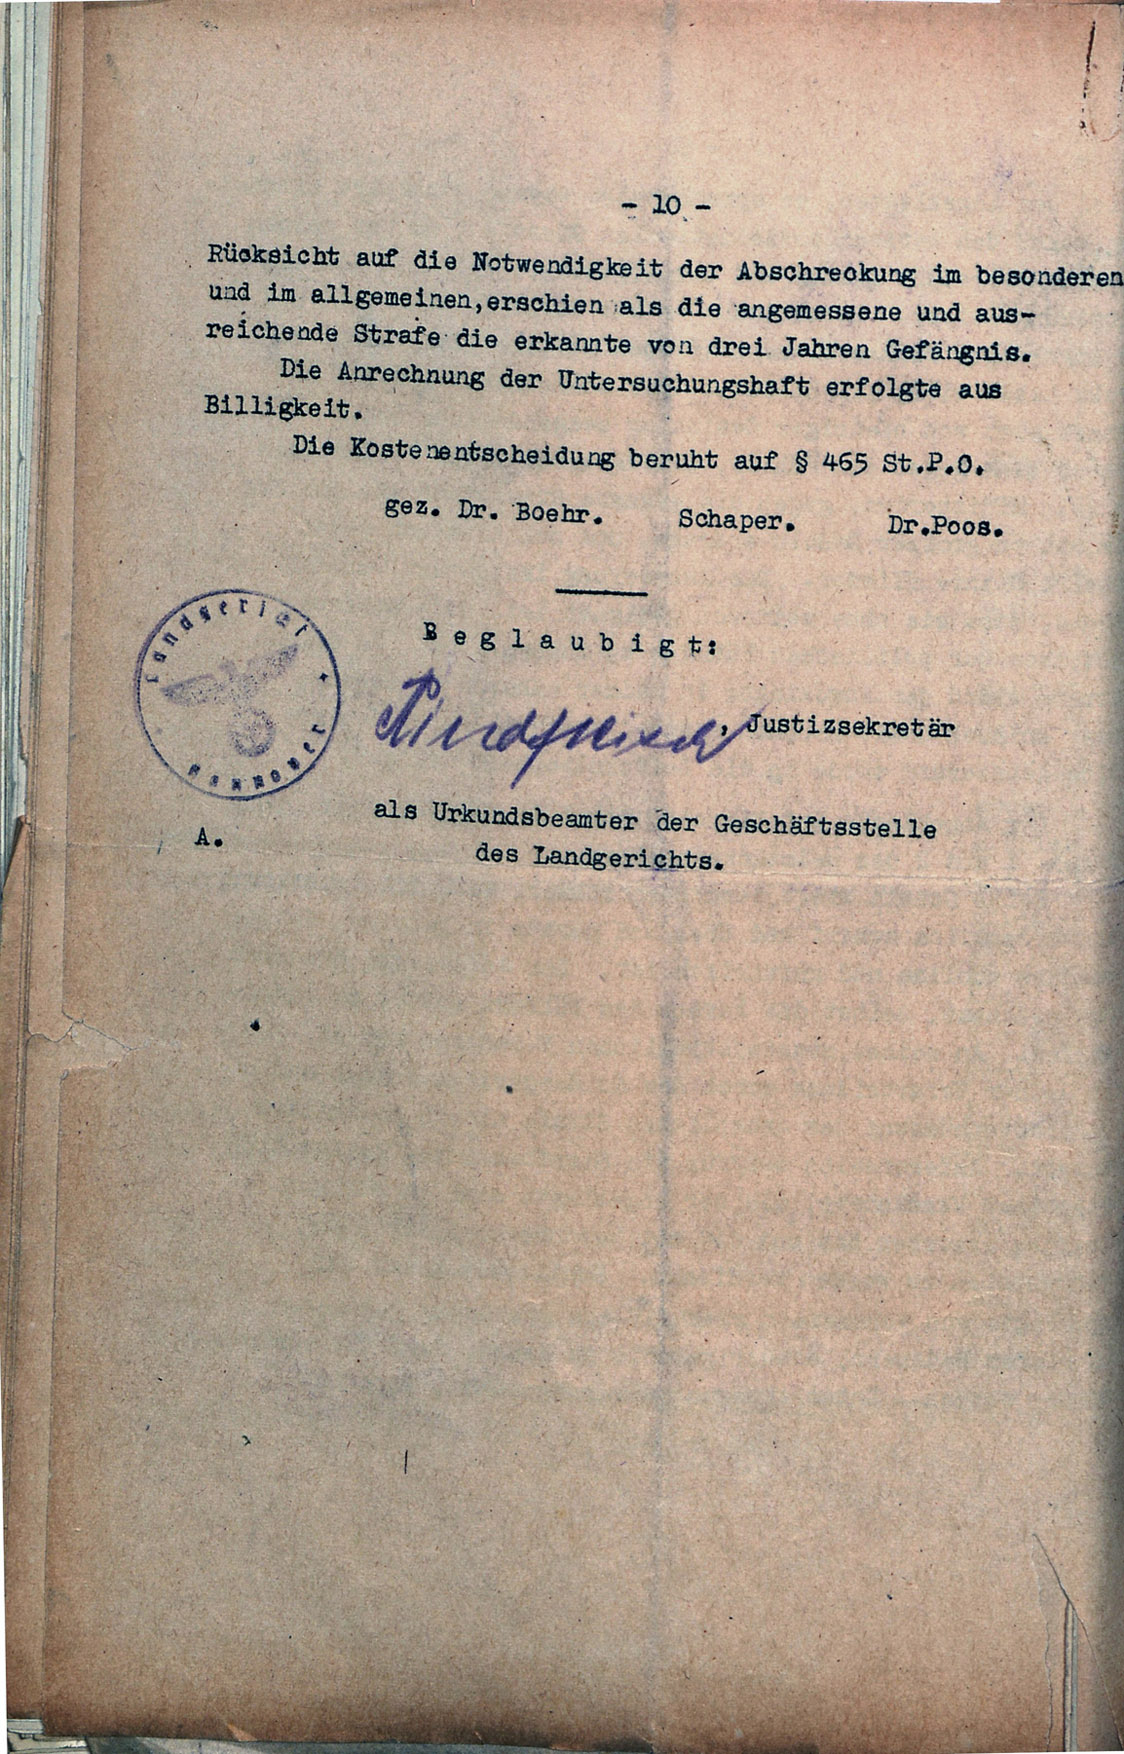 - 10 -
Rücksicht auf die Notwendigkeit der Abschreckung im besonderen
und im allgemeinen,erschien als die angemessene und aus-
reichende Strafe die erkannte von drei Jahren Gefängnis.
Die Anrechnung der Untersuchungshaft erfolgte aus
Billigkeit.
Die Kostenentscheidung beruht auf § 465 St.P.O.
gez. Dr. Boehr. Schaper. Dr.Poos.
Landgericht
Hannover
B e g l a u b i g t:
Rindfleisch
, Justizsekretär
als Urkundsbeamter der Geschäftsstelle
des Landgerichts.
A.